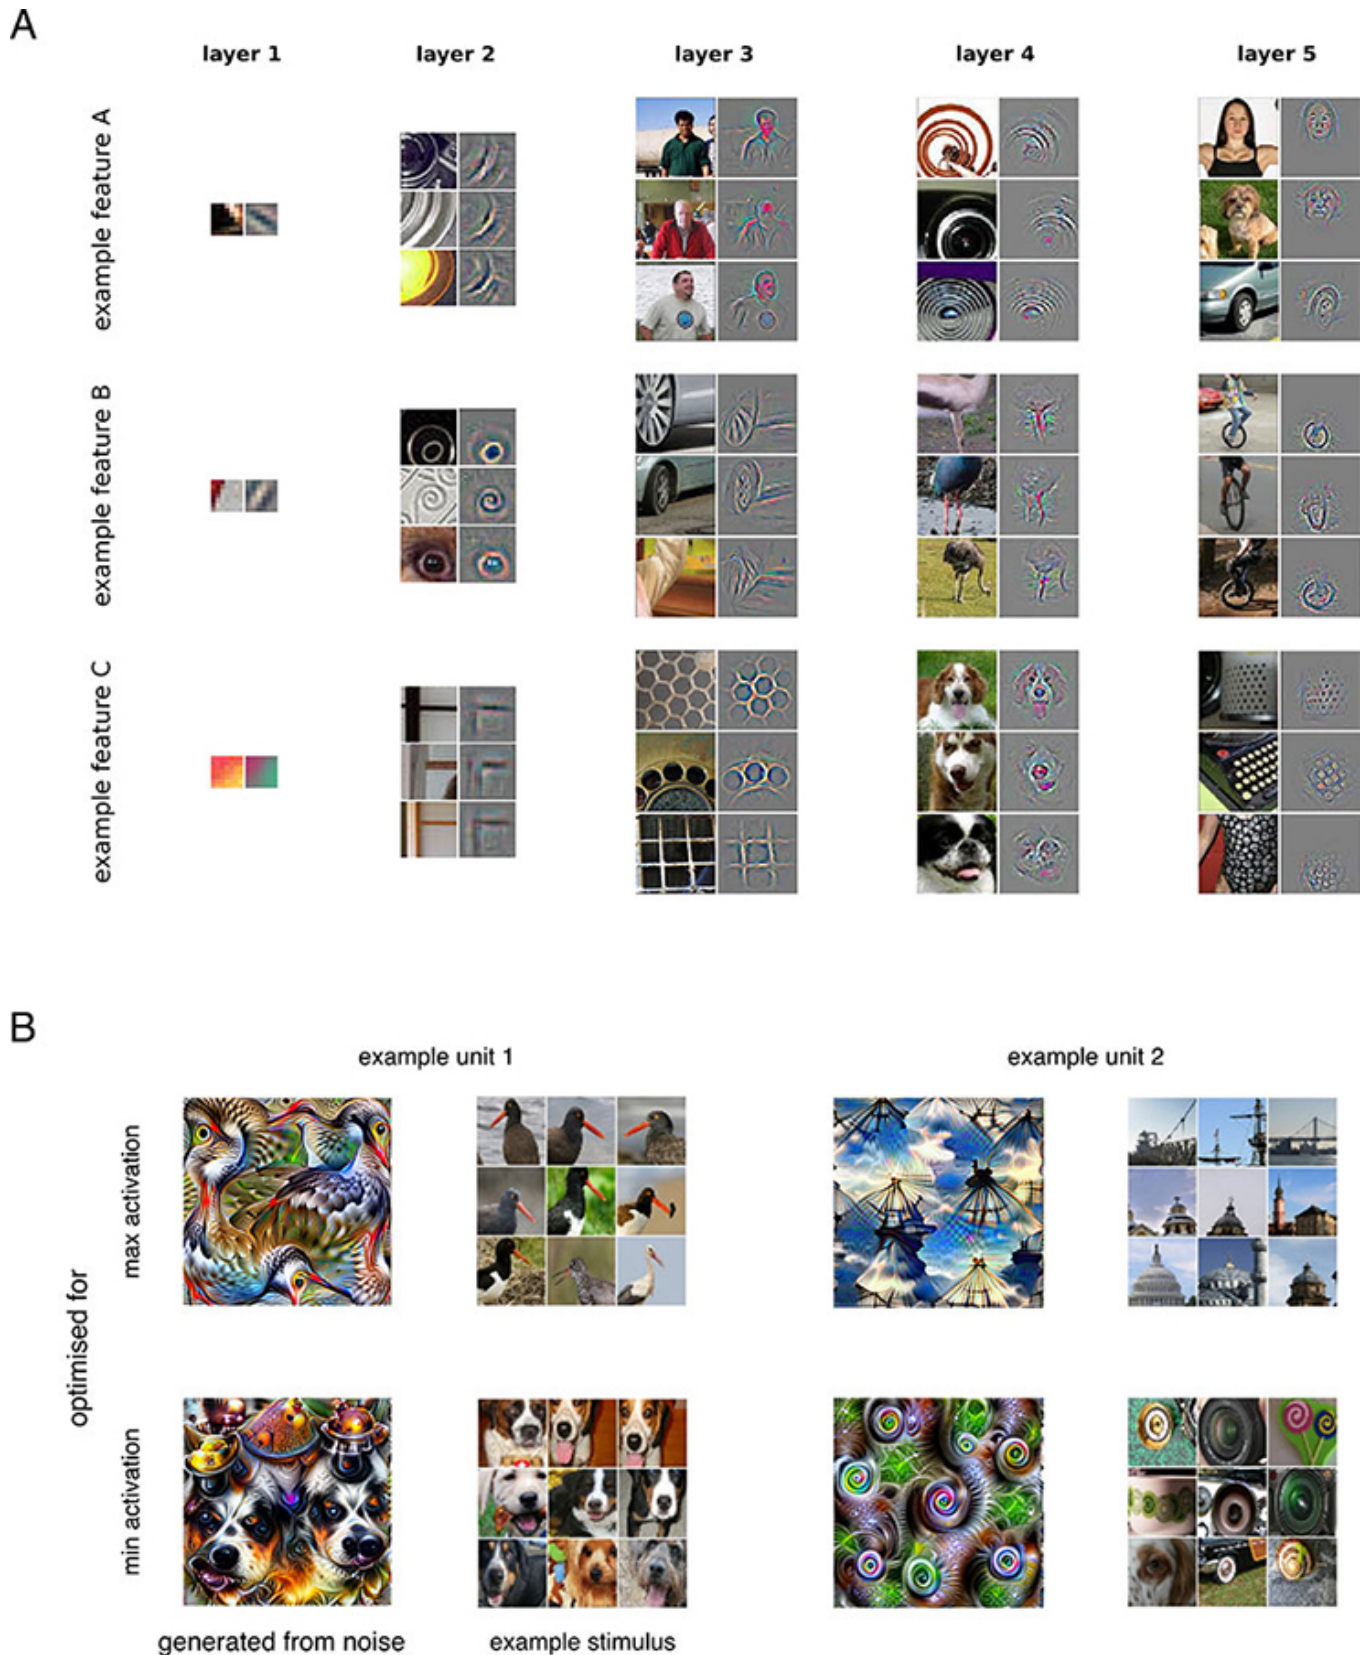 A
layer 1
layer 2
layer 3
layer 4
layer 5
example feature A
example feature B
example feature C
B
example unit 1
example unit 2
optimised for
max activation
min activation
generated from noise
example stimulus